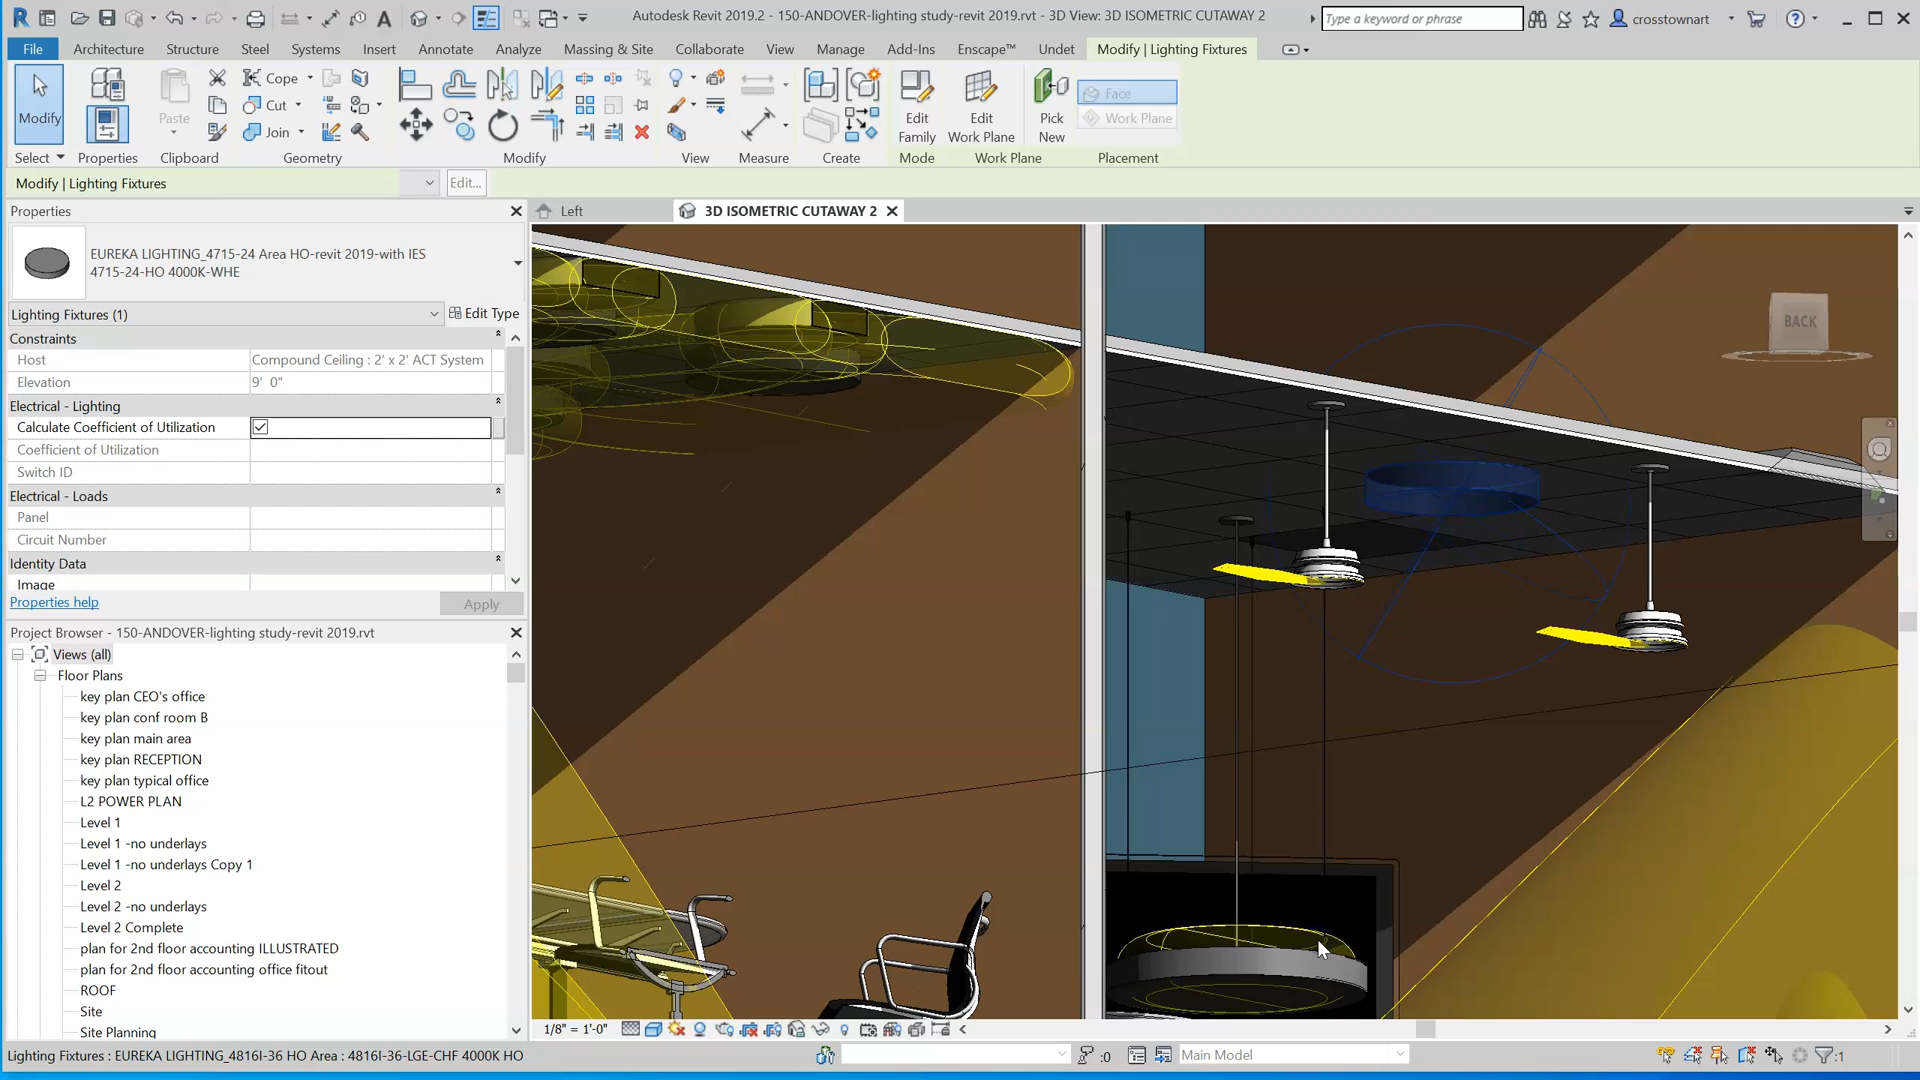 Autodesk Revit 2019.2 - 150-ANDOVER-lighting study-revit 2019.rvt - 3D View: 3D ISOMETRIC CUTAWAY 2
Type a keyword or phrase
crosstownart
File Architecture Structure Steel Systems Insert Annotate Analyze Massing & Site Collaborate View Manage Add-Ins Enscape™ Undet Modify | Lighting Fixtures
Modify
Paste
Cope
Cut
Join
Edit Family
Edit Work Plane
Pick New
Face
Work Plane
Select Properties Clipboard Geometry Modify View Measure Create Mode Work Plane Placement
Modify | Lighting Fixtures
Edit...
Properties
Left
3D ISOMETRIC CUTAWAY 2
EUREKA LIGHTING_4715-24 Area HO-revit 2019-with IES
4715-24-HO 4000K-WHE
Lighting Fixtures (1)
Edit Type
Constraints
Host Compound Ceiling : 2' x 2' ACT System
Elevation 9' 0"
Electrical - Lighting
Calculate Coefficient of Utilization
Coefficient of Utilization
Switch ID
Electrical - Loads
Panel
Circuit Number
Identity Data
Image
Properties help
Apply
BACK
Project Browser - 150-ANDOVER-lighting study-revit 2019.rvt
Views (all)
Floor Plans
key plan CEO's office
key plan conf room B
key plan main area
key plan RECEPTION
key plan typical office
L2 POWER PLAN
Level 1
Level 1 -no underlays
Level 1 -no underlays Copy 1
Level 2
Level 2 -no underlays
Level 2 Complete
plan for 2nd floor accounting ILLUSTRATED
plan for 2nd floor accounting office fitout
ROOF
Site
Site Planning
1/8" = 1'-0"
Lighting Fixtures : EUREKA LIGHTING_4816I-36 HO Area : 4816I-36-LGE-CHF 4000K HO
:0
Main Model
:1